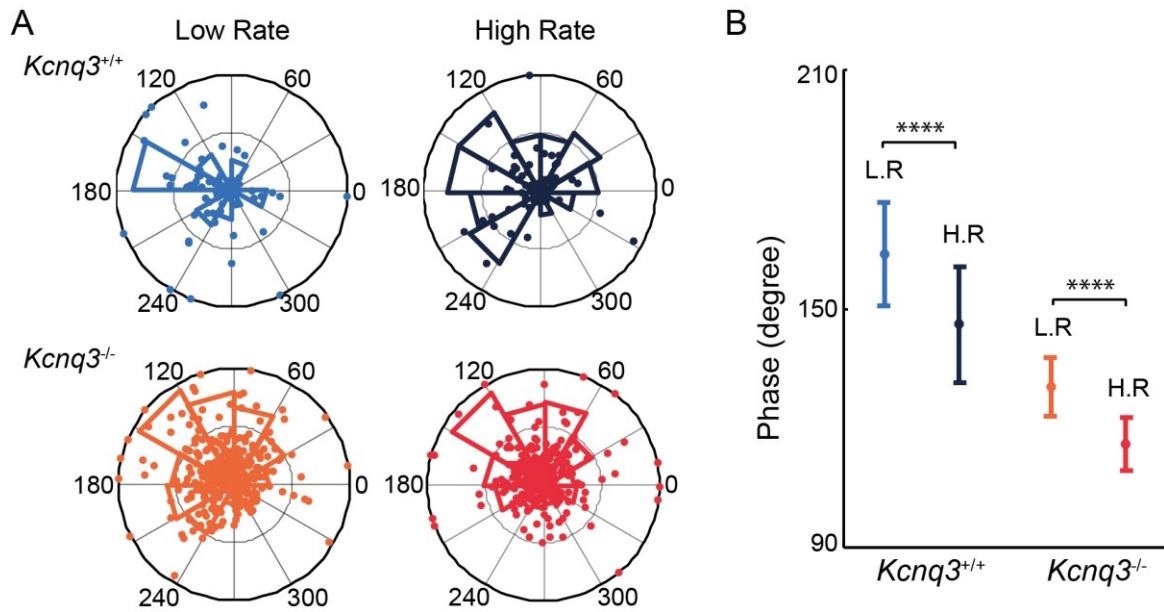 A
Low Rate
High Rate
Kcnq3+/+
120
60
180
240
300
120
60
0
180
0
240
300
Kcnq3-/-
120
60
180
240
300
120
60
0
180
0
240
300
B
Phase (degree)
210
150
90
****
L.R
H.R
****
L.R
H.R
Kcnq3+/+
Kcnq3-/-